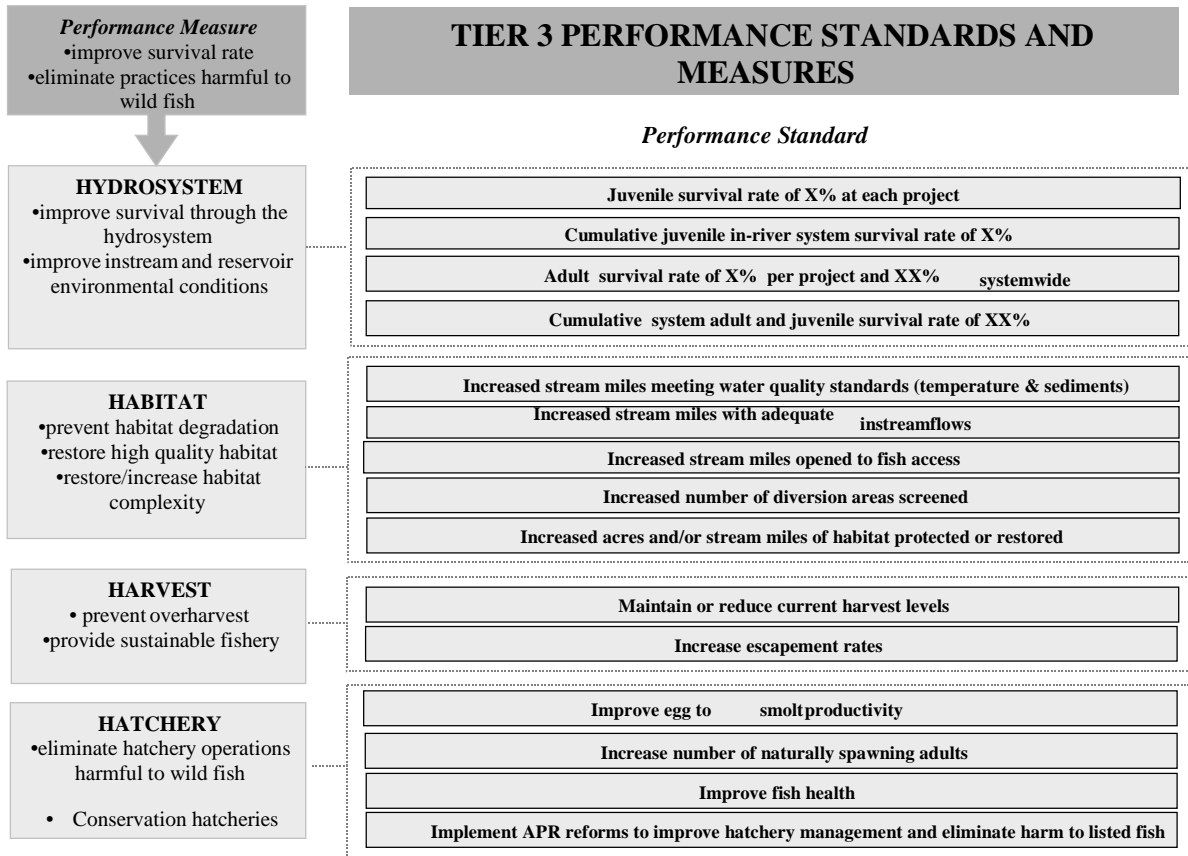 Performance Measure
•improve survival rate
•eliminate practices harmful to
wild fish
TIER 3 PERFORMANCE STANDARDS AND
MEASURES
Performance Standard
HYDROSYSTEM
•improve survival through the
hydrosystem
•improve instream and reservoir
environmental conditions
Juvenile survival rate of X% at each project
Cumulative juvenile in-river system survival rate of X%
Adult survival rate of X% per project and XX% systemwide
Cumulative system adult and juvenile survival rate of XX%
HABITAT
•prevent habitat degradation
•restore high quality habitat
•restore/increase habitat
complexity
Increased stream miles meeting water quality standards (temperature & sediments)
Increased stream miles with adequate instreamflows
Increased stream miles opened to fish access
Increased number of diversion areas screened
Increased acres and/or stream miles of habitat protected or restored
HARVEST
• prevent overharvest
•provide sustainable fishery
Maintain or reduce current harvest levels
Increase escapement rates
HATCHERY
•eliminate hatchery operations
harmful to wild fish
• Conservation hatcheries
Improve egg to smolt productivity
Increase number of naturally spawning adults
Improve fish health
Implement APR reforms to improve hatchery management and eliminate harm to listed fish